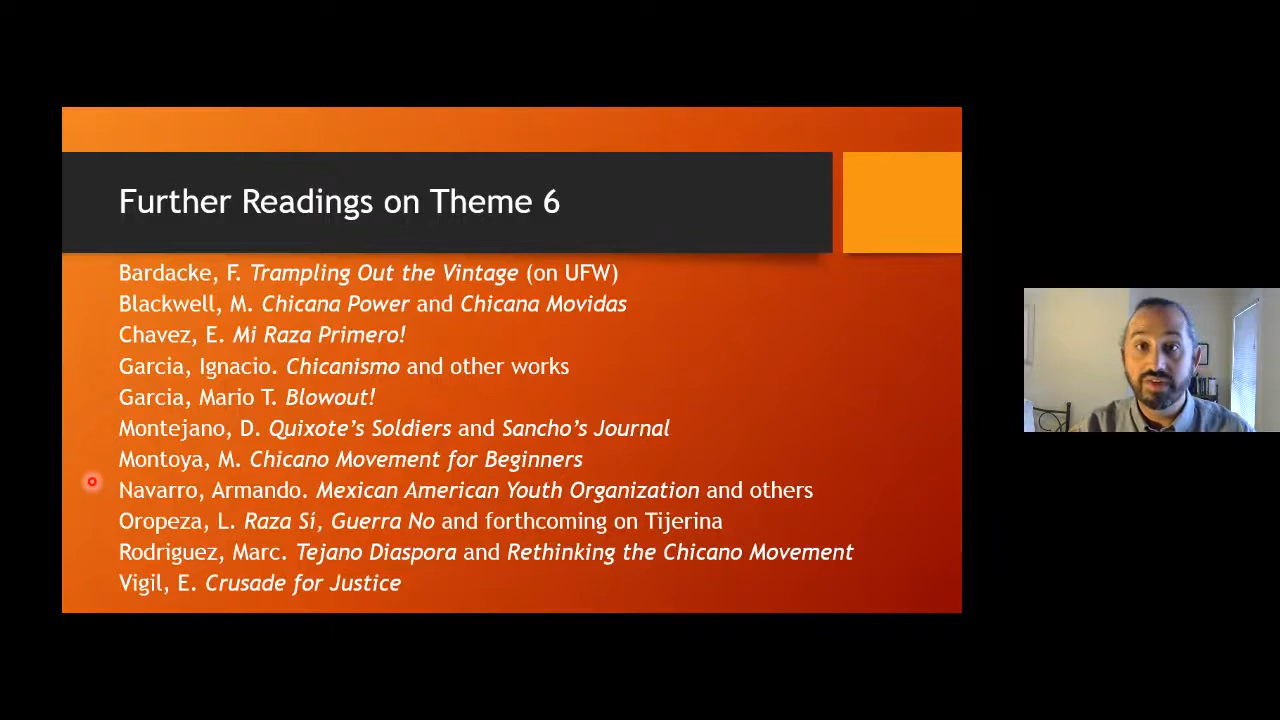 Further Readings on Theme 6
Bardacke, F. Trampling Out the Vintage (on UFW)
Blackwell, M. Chicana Power and Chicana Movidas
Chavez, E. Mi Raza Primero!
Garcia, Ignacio. Chicanismo and other works
Garcia, Mario T. Blowout!
Montejano, D. Quixote’s Soldiers and Sancho’s Journal
Montoya, M. Chicano Movement for Beginners
Navarro, Armando. Mexican American Youth Organization and others
Oropeza, L. Raza Sí, Guerra No and forthcoming on Tijerina
Rodriguez, Marc. Tejano Diaspora and Rethinking the Chicano Movement
Vigil, E. Crusade for Justice